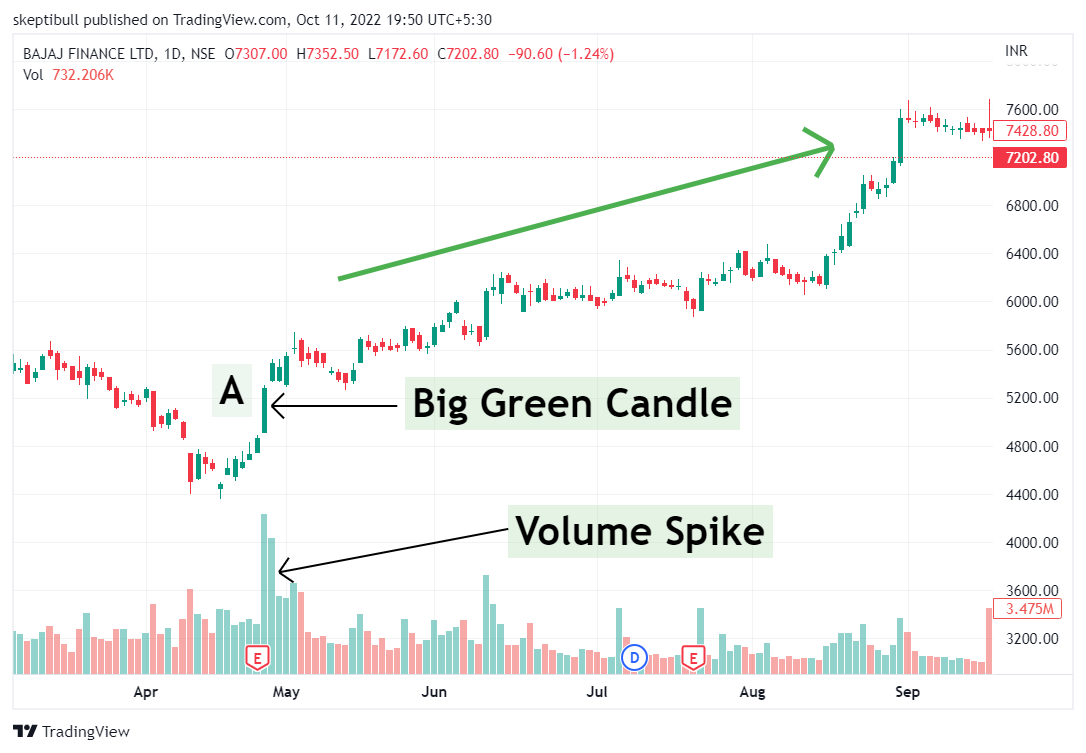 skeptibull published on TradingView.com, Oct 11, 2022 19:50 UTC+5:30
BAJAJ FINANCE LTD, 1D, NSE O7307.00 H7352.50 L7172.60 C7202.80 −90.60 (−1.24%)
INR
Vol 732.206K
7600.00
7428.80
7202.80
6800.00
6400.00
6000.00
5600.00
A
5200.00
Big Green Candle
4800.00
4400.00
Volume Spike
4000.00
3600.00
3.475M
3200.00
E D E
Apr May Jun Jul Aug Sep
TradingView